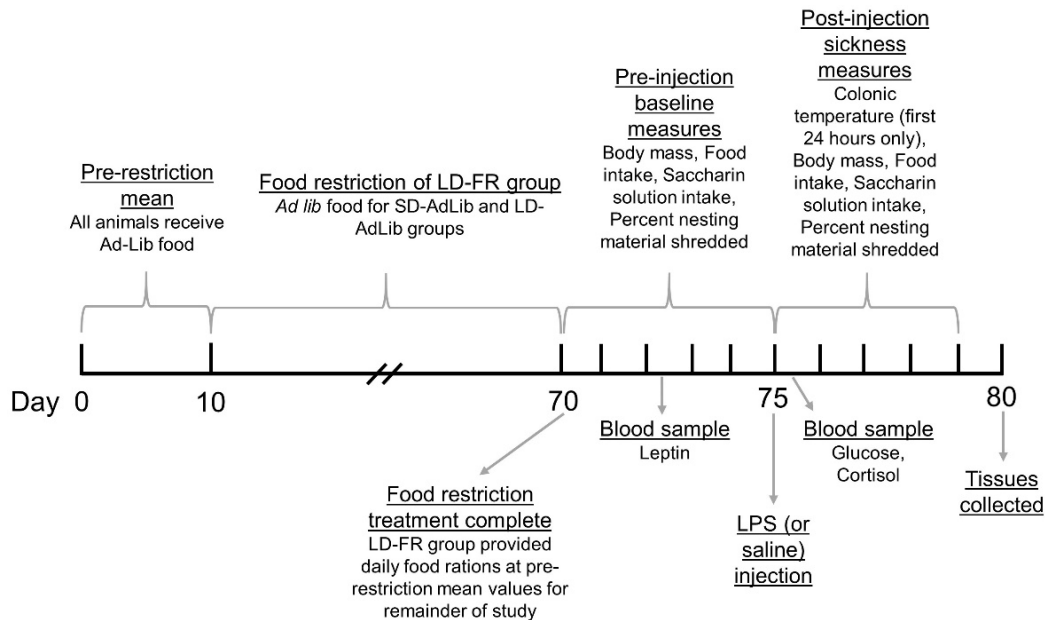 Pre-restriction
mean
All animals receive
Ad-Lib food
Food restriction of LD-FR group
Ad lib food for SD-AdLib and LD-
AdLib groups
Pre-injection
baseline
measures
Body mass, Food
intake, Saccharin
solution intake,
Percent nesting
material shredded
Post-injection
sickness
measures
Colonic
temperature (first
24 hours only),
Body mass, Food
intake, Saccharin
solution intake,
Percent nesting
material shredded
Day 0 10 70 75 80
Food restriction
treatment complete
LD-FR group provided
daily food rations at pre-
restriction mean values for
remainder of study
Blood sample
Leptin
LPS (or
saline)
injection
Blood sample
Glucose,
Cortisol
Tissues
collected